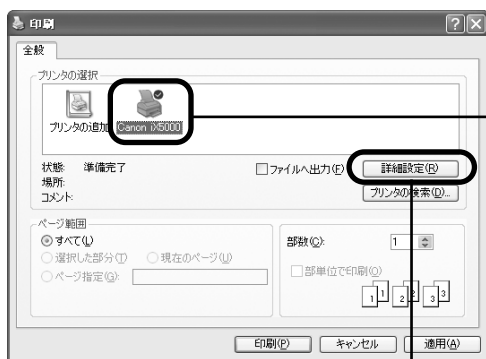 印刷
全般
プリンタの選択
プリンタの追加 Canon iX5000
状態: 準備完了
場所:
コメント:
ファイルへ出力(F) 詳細設定(R)
プリンタの検索(D)...
ページ範囲
すべて(L)
選択した部分(T) 現在のページ(U)
ページ指定(G):
部数(C): 1
部単位で印刷(O)
1 1 2 2 3 3
印刷(P) キャンセル 適用(A)